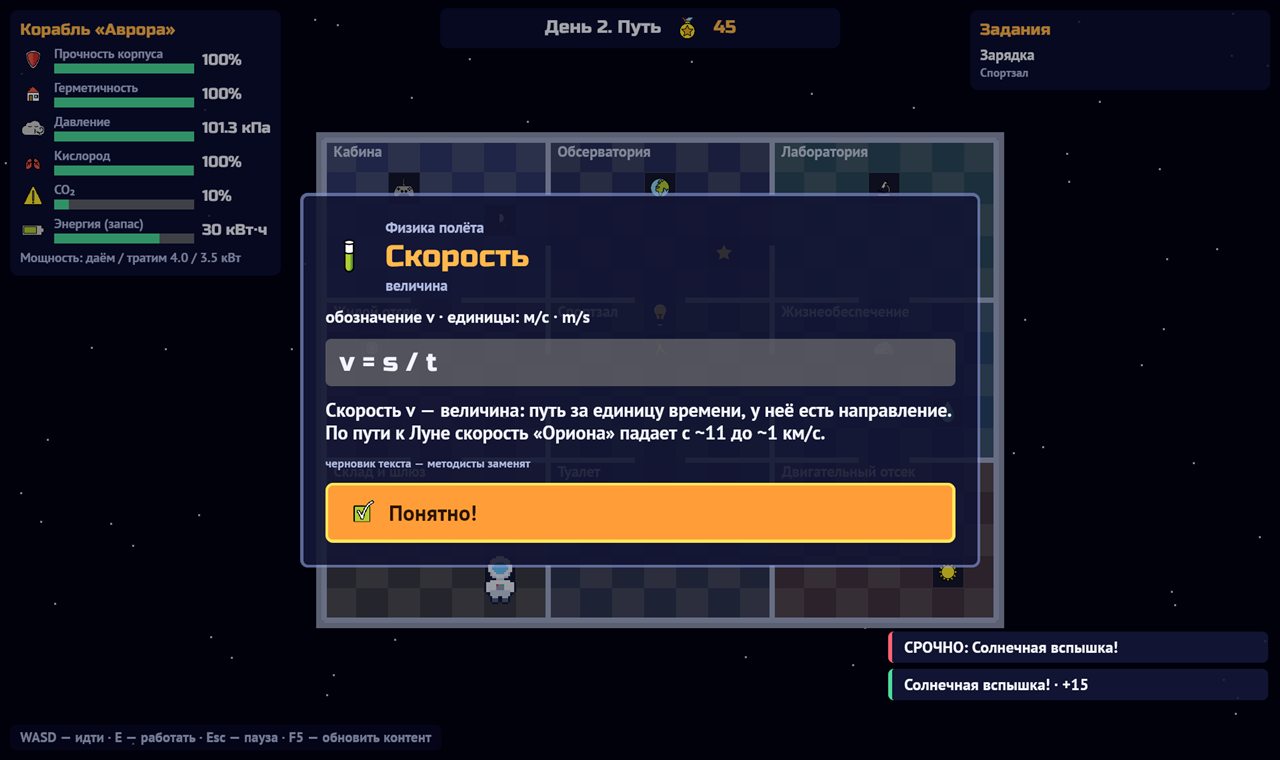 Корабль «Аврора»
Прочность корпуса
100%
Герметичность
100%
Давление
101.3 кПа
Кислород
100%
CO₂
10%
Энергия (запас)
30 кВт·ч
Мощность: даём / тратим 4.0 / 3.5 кВт
День 2. Путь 45
Задания
Зарядка
Спортзал
Кабина
Обсерватория
Лаборатория
Физика полёта
Скорость
величина
обозначение v · единицы: м/с · m/s
Жизнеобеспечение
v = s / t
Скорость v — величина: путь за единицу времени, у неё есть направление.
По пути к Луне скорость «Ориона» падает с ~11 до ~1 км/с.
черновик текста — методисты заменят
Склад и шлюз
Туалет
Двигательный отсек
Понятно!
СРОЧНО: Солнечная вспышка!
Солнечная вспышка! · +15
WASD — идти · E — работать · Esc — пауза · F5 — обновить контент